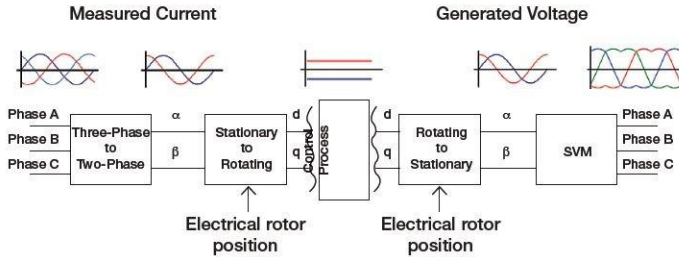 Measured Current
Generated Voltage
Phase A
Phase B
Phase C
Three-Phase
to
Two-Phase
α
β
Stationary
to
Rotating
d
q
Control
Process
d
q
Rotating
to
Stationary
α
β
SVM
Phase A
Phase B
Phase C
Electrical rotor
position
Electrical rotor
position